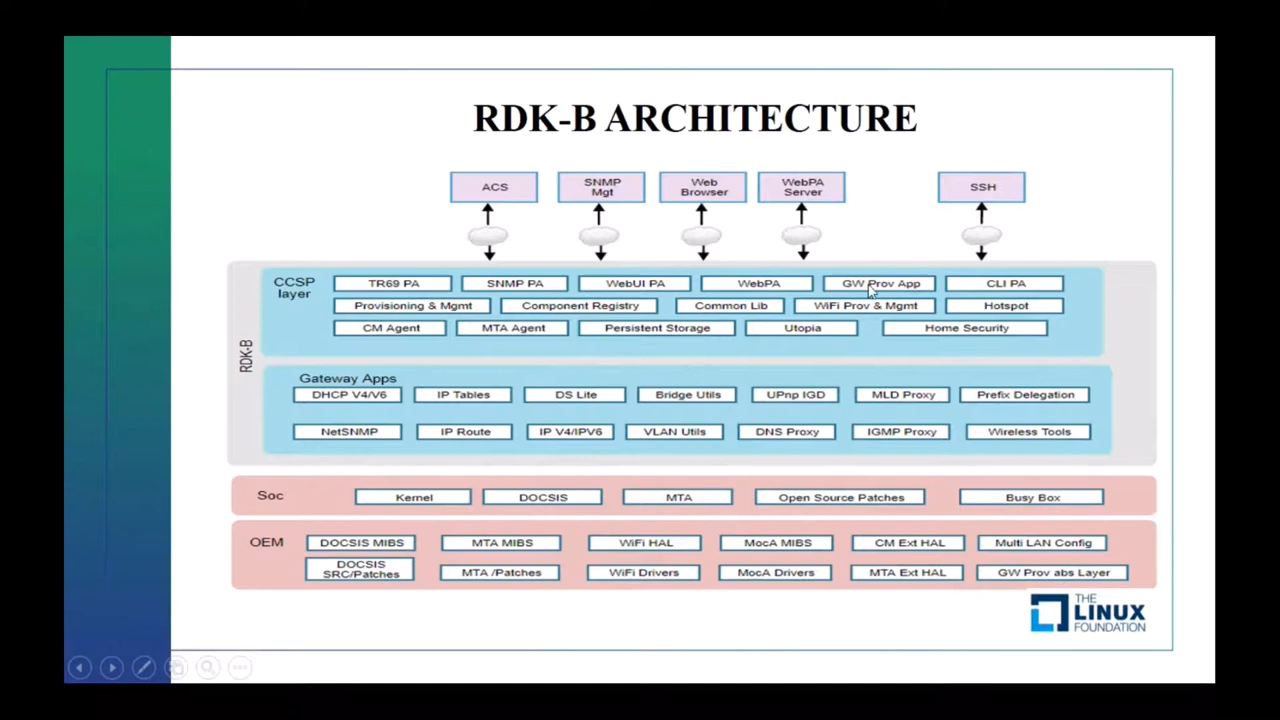 RDK-B ARCHITECTURE
ACS
SNMP
Mgt
Web
Browser
WebPA
Server
SSH
RDK-B
CCSP
layer
TR69 PA
SNMP PA
WebUI PA
WebPA
GW Prov App
CLI PA
Provisioning & Mgmt
Component Registry
Common Lib
WiFi Prov & Mgmt
Hotspot
CM Agent
MTA Agent
Persistent Storage
Utopia
Home Security
Gateway Apps
DHCP V4/V6
IP Tables
DS Lite
Bridge Utils
UPnp IGD
MLD Proxy
Prefix Delegation
NetSNMP
IP Route
IP V4/IPV6
VLAN Utils
DNS Proxy
IGMP Proxy
Wireless Tools
Soc
Kernel
DOCSIS
MTA
Open Source Patches
Busy Box
OEM
DOCSIS MIBS
MTA MIBS
WiFi HAL
MocA MIBS
CM Ext HAL
Multi LAN Config
DOCSIS
SRC/Patches
MTA /Patches
WiFi Drivers
MocA Drivers
MTA Ext HAL
GW Prov abs Layer
THE
LINUX
FOUNDATION